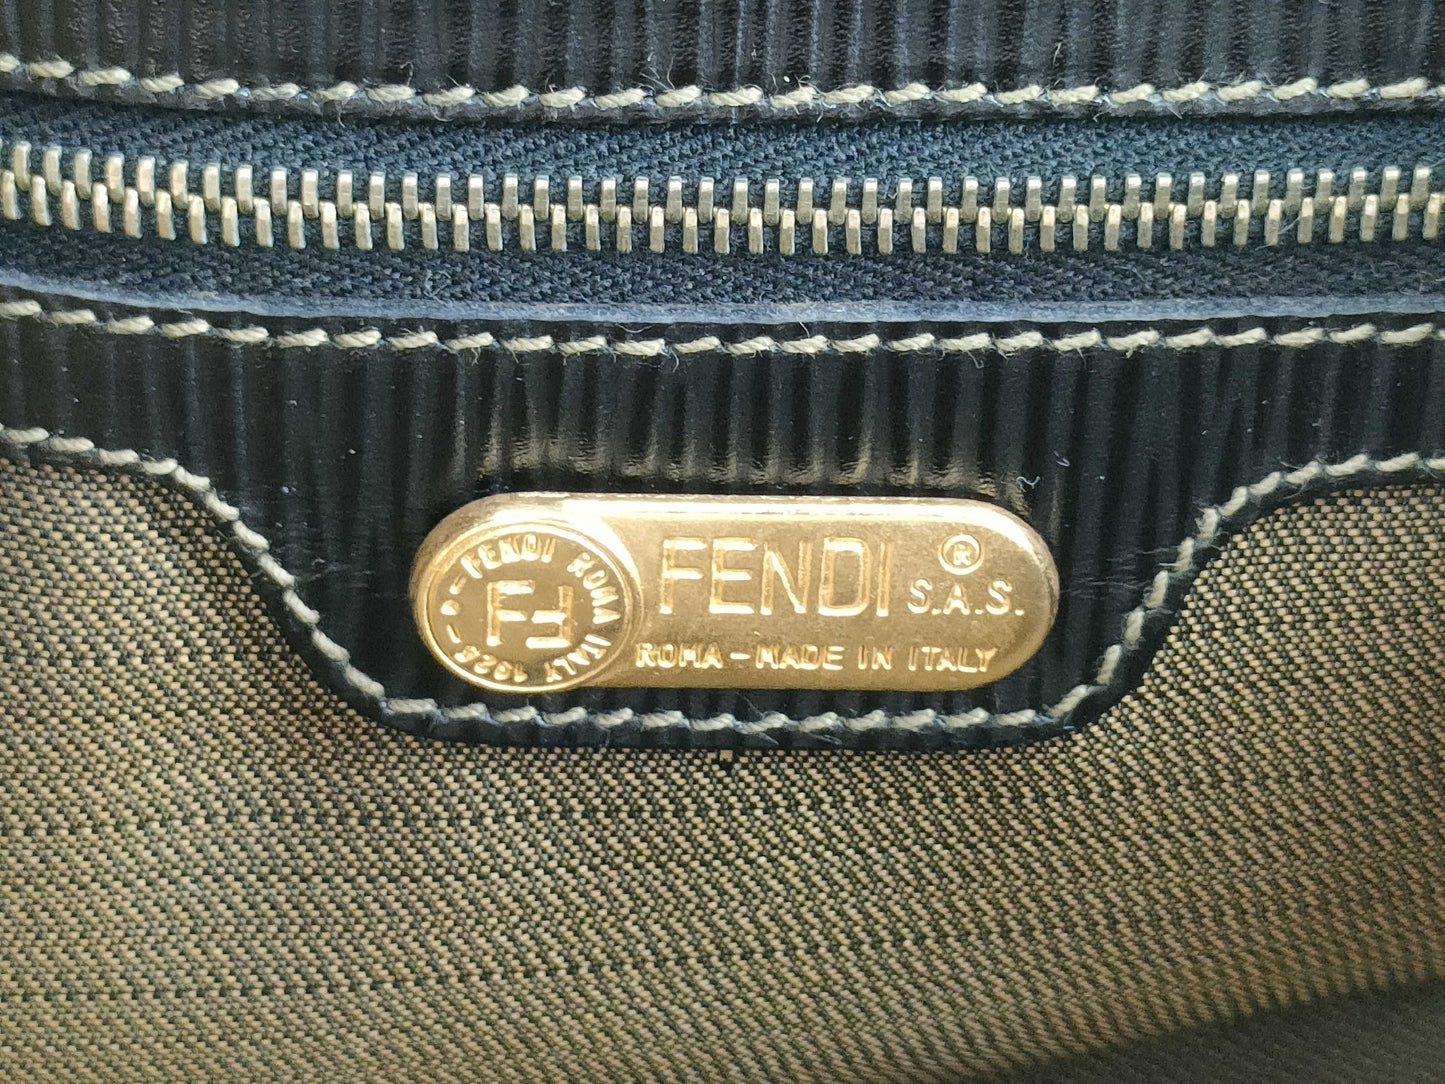 FENDI ROMA ITALY 1925
FF
FENDI ® S.A.S.
ROMA - MADE IN ITALY